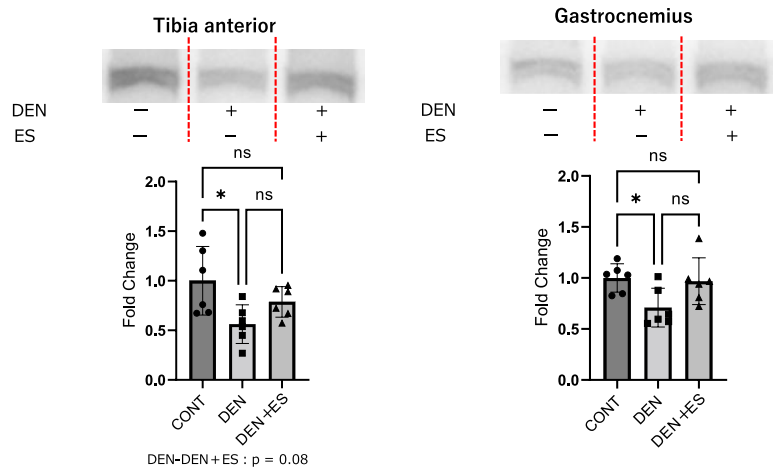 Tibia anterior
DEN − + +
ES − − +
ns
* ns
Fold Change
2.0
1.5
1.0
0.5
0.0
CONT
DEN
DEN+ES
DEN-DEN+ES : p = 0.08
Gastrocnemius
DEN − + +
ES − − +
ns
* ns
Fold Change
2.0
1.5
1.0
0.5
0.0
CONT
DEN
DEN+ES